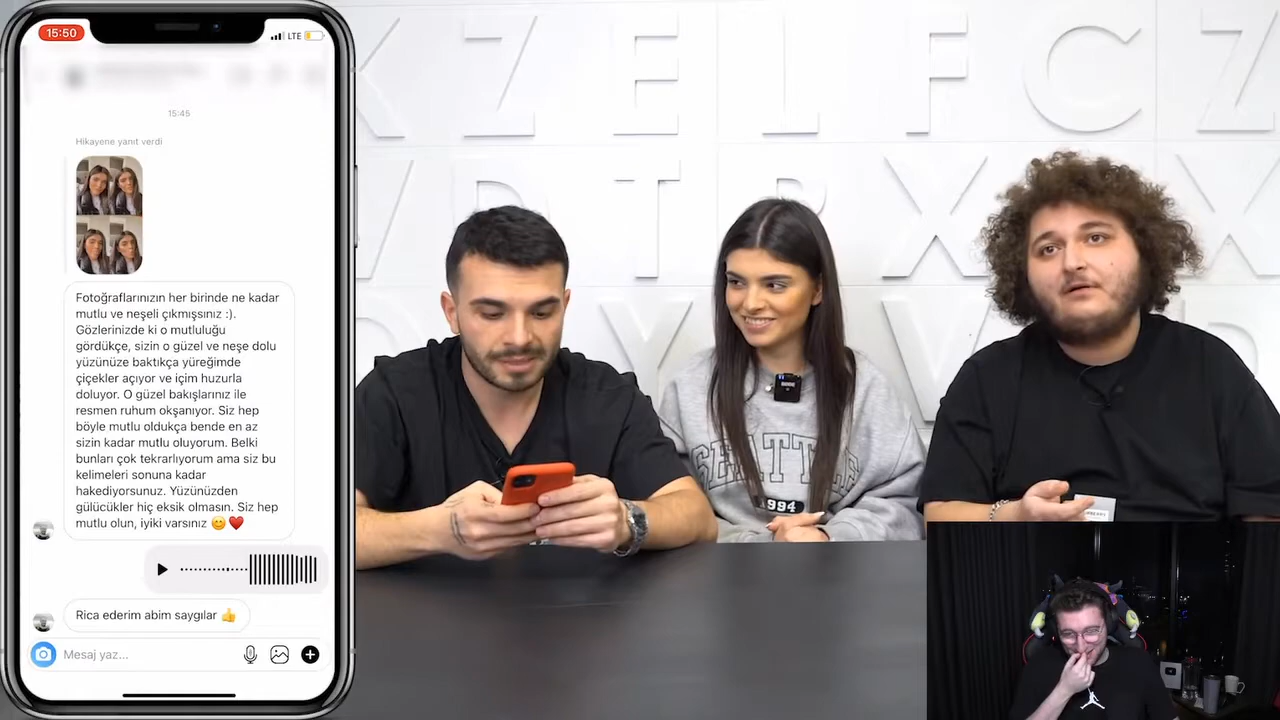 15:50
LTE
15:45
Hikayene yanıt verdi
Fotoğraflarınızın her birinde ne kadar
mutlu ve neşeli çıkmışsınız :).
Gözlerinizde ki o mutluluğu
gördükçe, sizin o güzel ve neşe dolu
yüzünüze baktıkça yüreğimde
çiçekler açıyor ve içim huzurla
doluyor. O güzel bakışlarınız ile
resmen ruhum okşanıyor. Siz hep
böyle mutlu oldukça bende en az
sizin kadar mutlu oluyorum. Belki
bunları çok tekrarlıyorum ama siz bu
kelimeleri sonuna kadar
hakediyorsunuz. Yüzünüzden
gülücükler hiç eksik olmasın. Siz hep
mutlu olun, iyiki varsınız 😊❤️
Rica ederim abim saygılar 👍
Mesaj yaz...
K Z E I F C Z
SEATTLE
1994